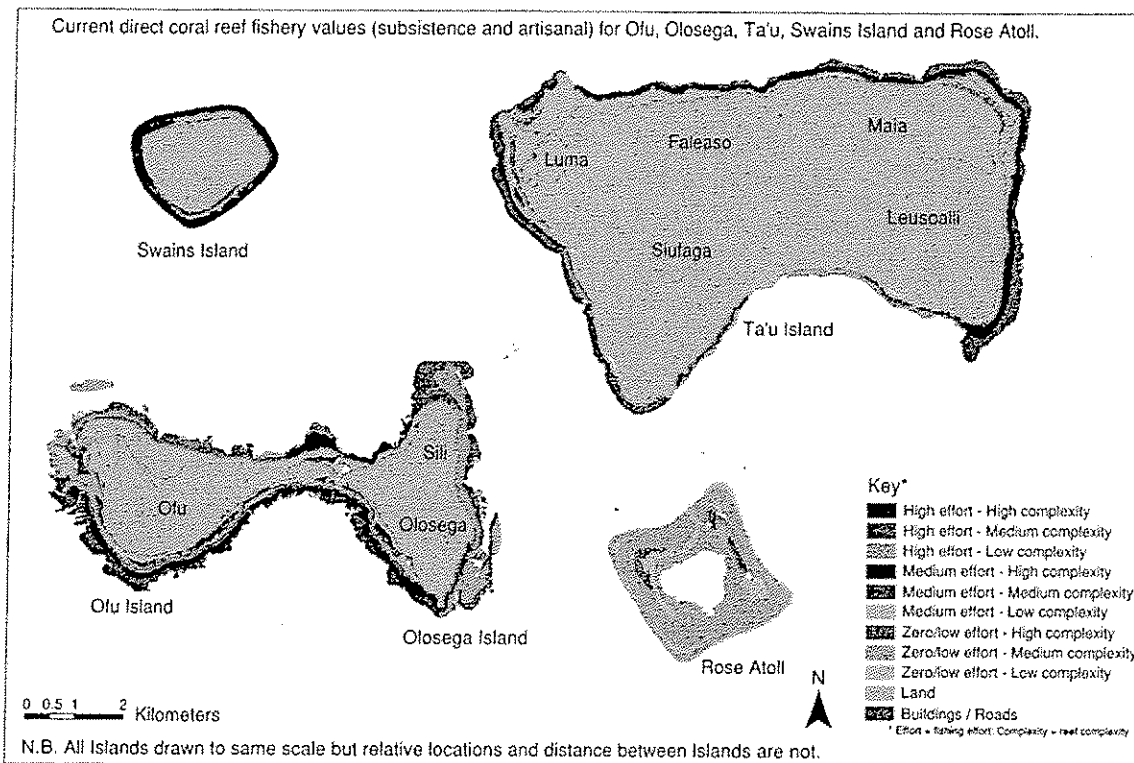 Current direct coral reef fishery values (subsistence and artisanal) for Ofu, Olosega, Ta'u, Swains Island and Rose Atoll.
Luma
Faleaso
Maia
Leusoalii
Siufaga
Swains Island
Ta'u Island
Sili
Ofu
Olosega
Ofu Island
Olosega Island
Rose Atoll
Key*
High effort - High complexity
High effort - Medium complexity
High effort - Low complexity
Medium effort - High complexity
Medium effort - Medium complexity
Medium effort - Low complexity
Zero/low effort - High complexity
Zero/low effort - Medium complexity
Zero/low effort - Low complexity
Land
Buildings / Roads
* Effort = fishing effort: Complexity = reef complexity
N
0 0.5 1 2 Kilometers
N.B. All Islands drawn to same scale but relative locations and distance between Islands are not.